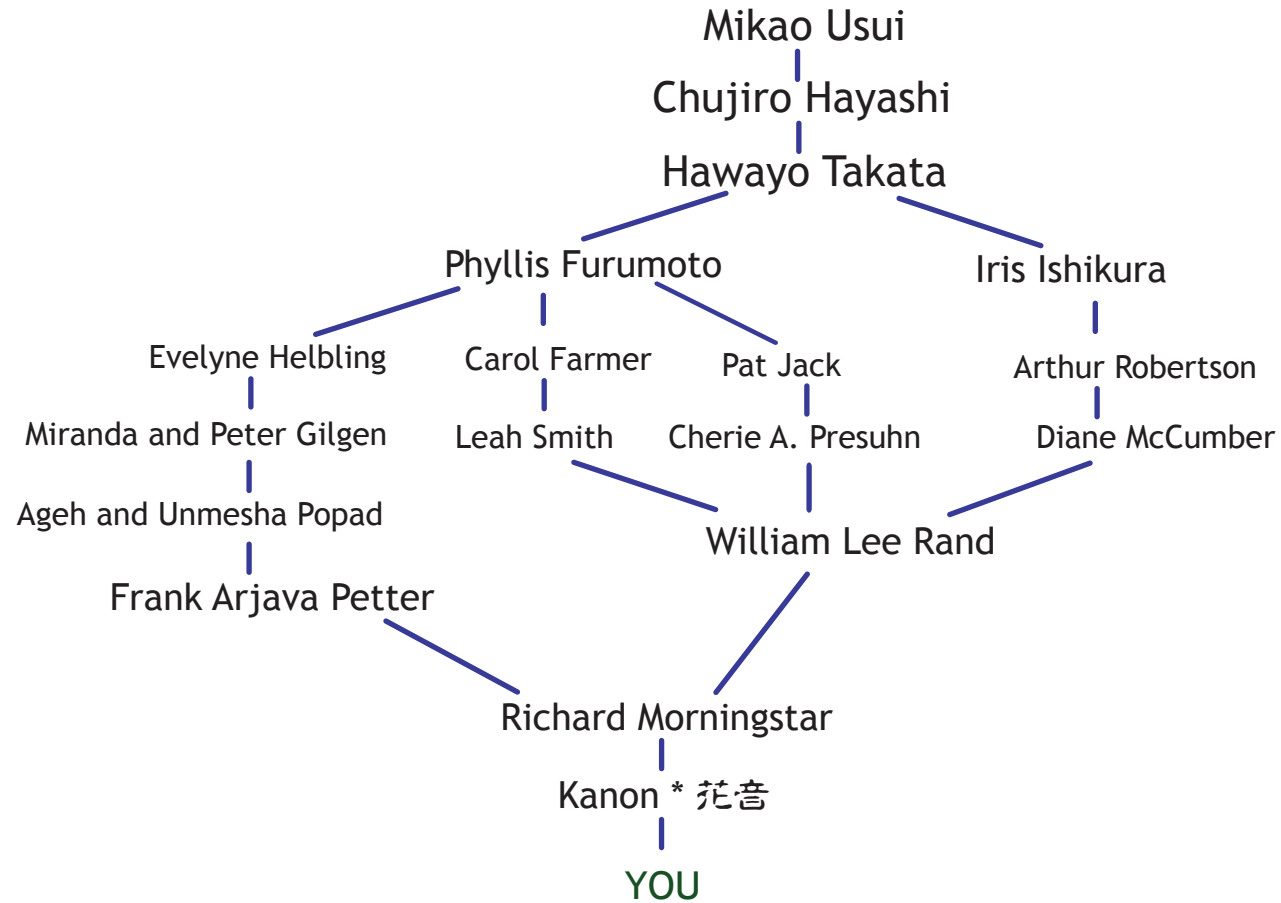 Mikao Usui
Chujiro Hayashi
Hawayo Takata
Phyllis Furumoto
Iris Ishikura
Evelyne Helbling
Carol Farmer
Pat Jack
Arthur Robertson
Miranda and Peter Gilgen
Leah Smith
Cherie A. Presuhn
Diane McCumber
Ageh and Unmesha Popad
William Lee Rand
Frank Arjava Petter
Richard Morningstar
Kanon * 花音
YOU